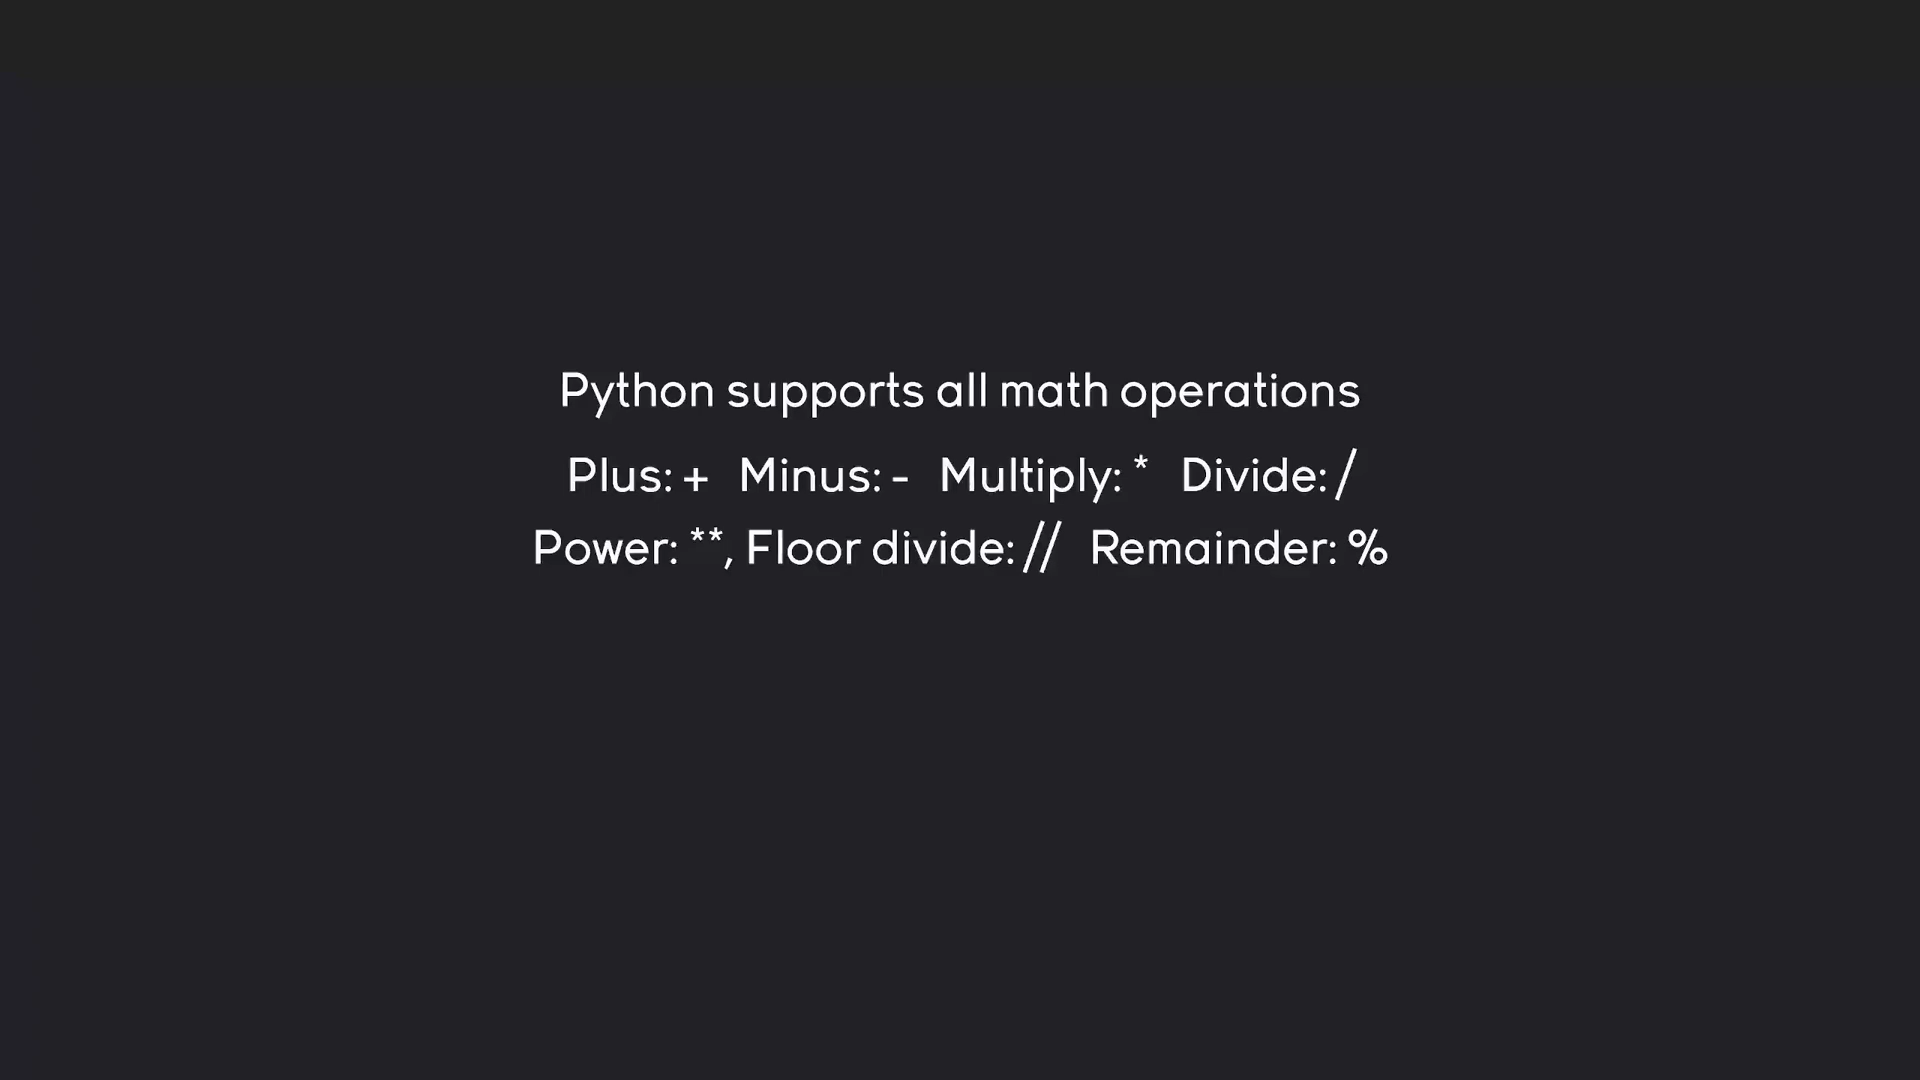 Python supports all math operations
Plus: + Minus: - Multiply: * Divide: /
Power: **, Floor divide: // Remainder: %